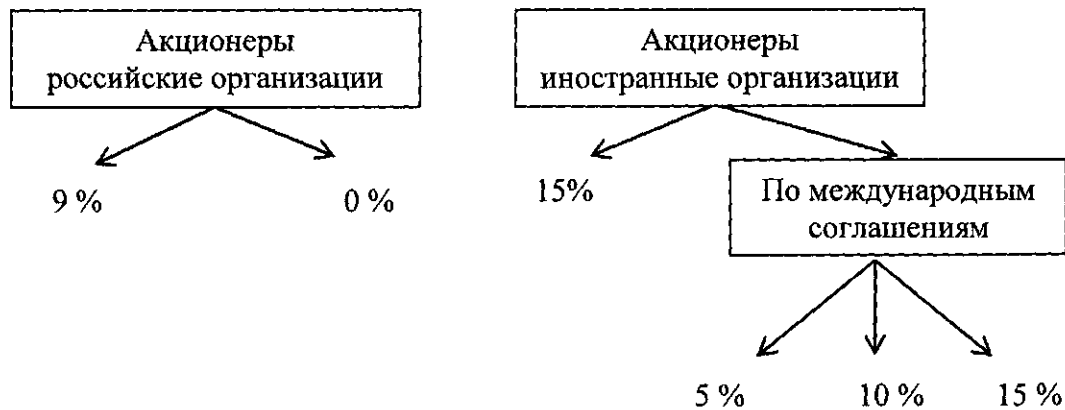 Акционеры
российские организации
Акционеры
иностранные организации
9 %
0 %
15%
По международным
соглашениям
5 %
10 %
15 %